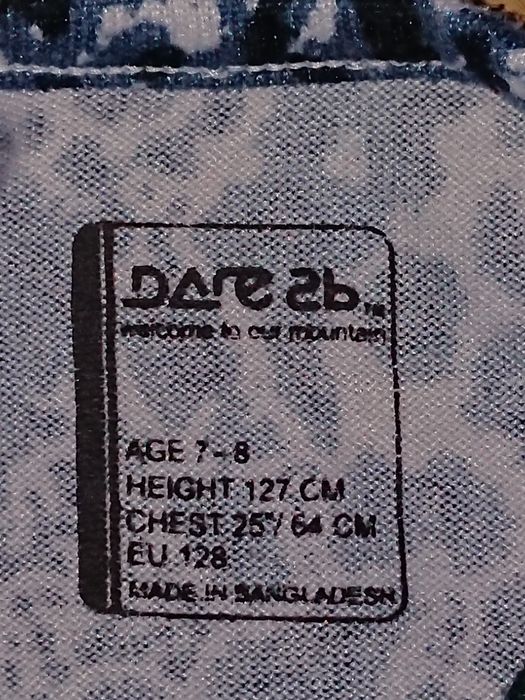 Dare 2b™
welcome to our mountain
AGE 7 - 8
HEIGHT 127 CM
CHEST 25"/ 64 CM
EU 128
MADE IN BANGLADESH